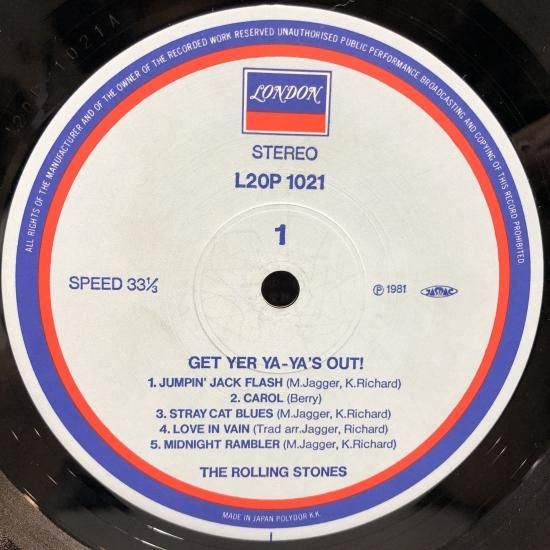 ALL RIGHTS OF THE MANUFACTURER AND OF THE OWNER OF THE RECORDED WORK RESERVED UNAUTHORISED PUBLIC PERFORMANCE BROADCASTING AND COPYING OF THIS RECORD PROHIBITED
LONDON
STEREO
L20P 1021
1
SPEED 33⅓
Ⓟ 1981 JASRAC
GET YER YA-YA'S OUT!
1. JUMPIN' JACK FLASH (M.Jagger, K.Richard)
2. CAROL (Berry)
3. STRAY CAT BLUES (M.Jagger, K.Richard)
4. LOVE IN VAIN (Trad arr.Jagger, Richard)
5. MIDNIGHT RAMBLER (M.Jagger, K.Richard)
THE ROLLING STONES
MADE IN JAPAN POLYDOR K.K.